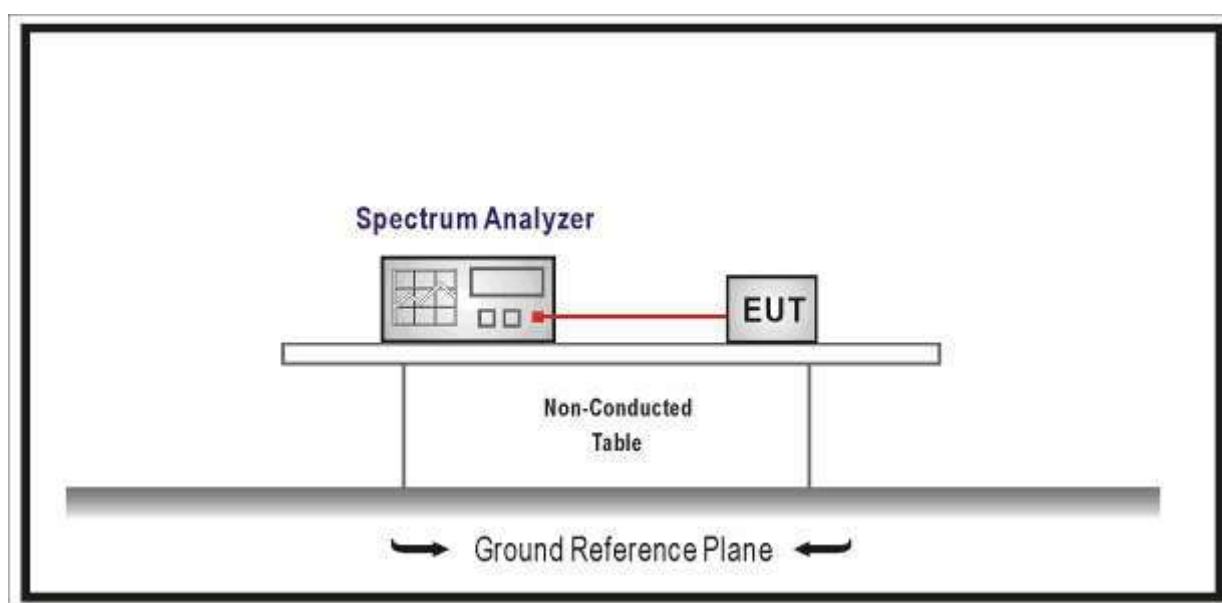 Spectrum Analyzer
EUT
Non-Conducted
Table
Ground Reference Plane